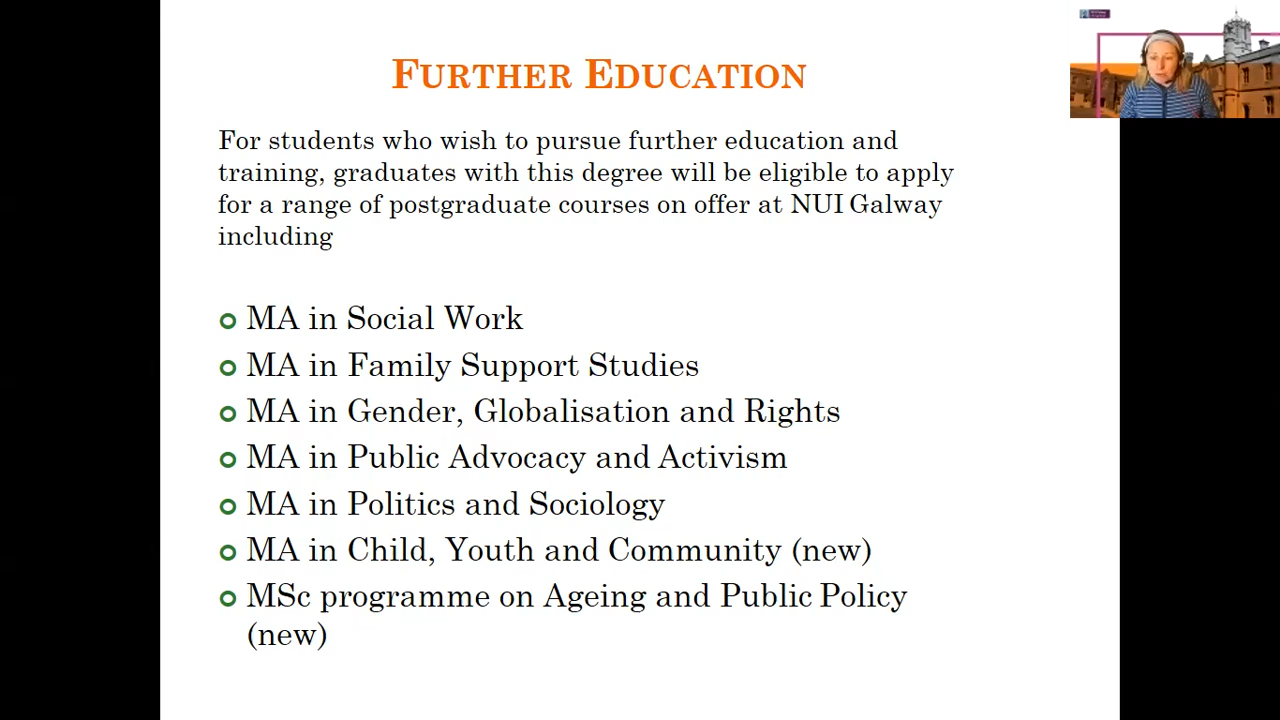 FURTHER EDUCATION
For students who wish to pursue further education and
training, graduates with this degree will be eligible to apply
for a range of postgraduate courses on offer at NUI Galway
including
MA in Social Work
MA in Family Support Studies
MA in Gender, Globalisation and Rights
MA in Public Advocacy and Activism
MA in Politics and Sociology
MA in Child, Youth and Community (new)
MSc programme on Ageing and Public Policy
(new)